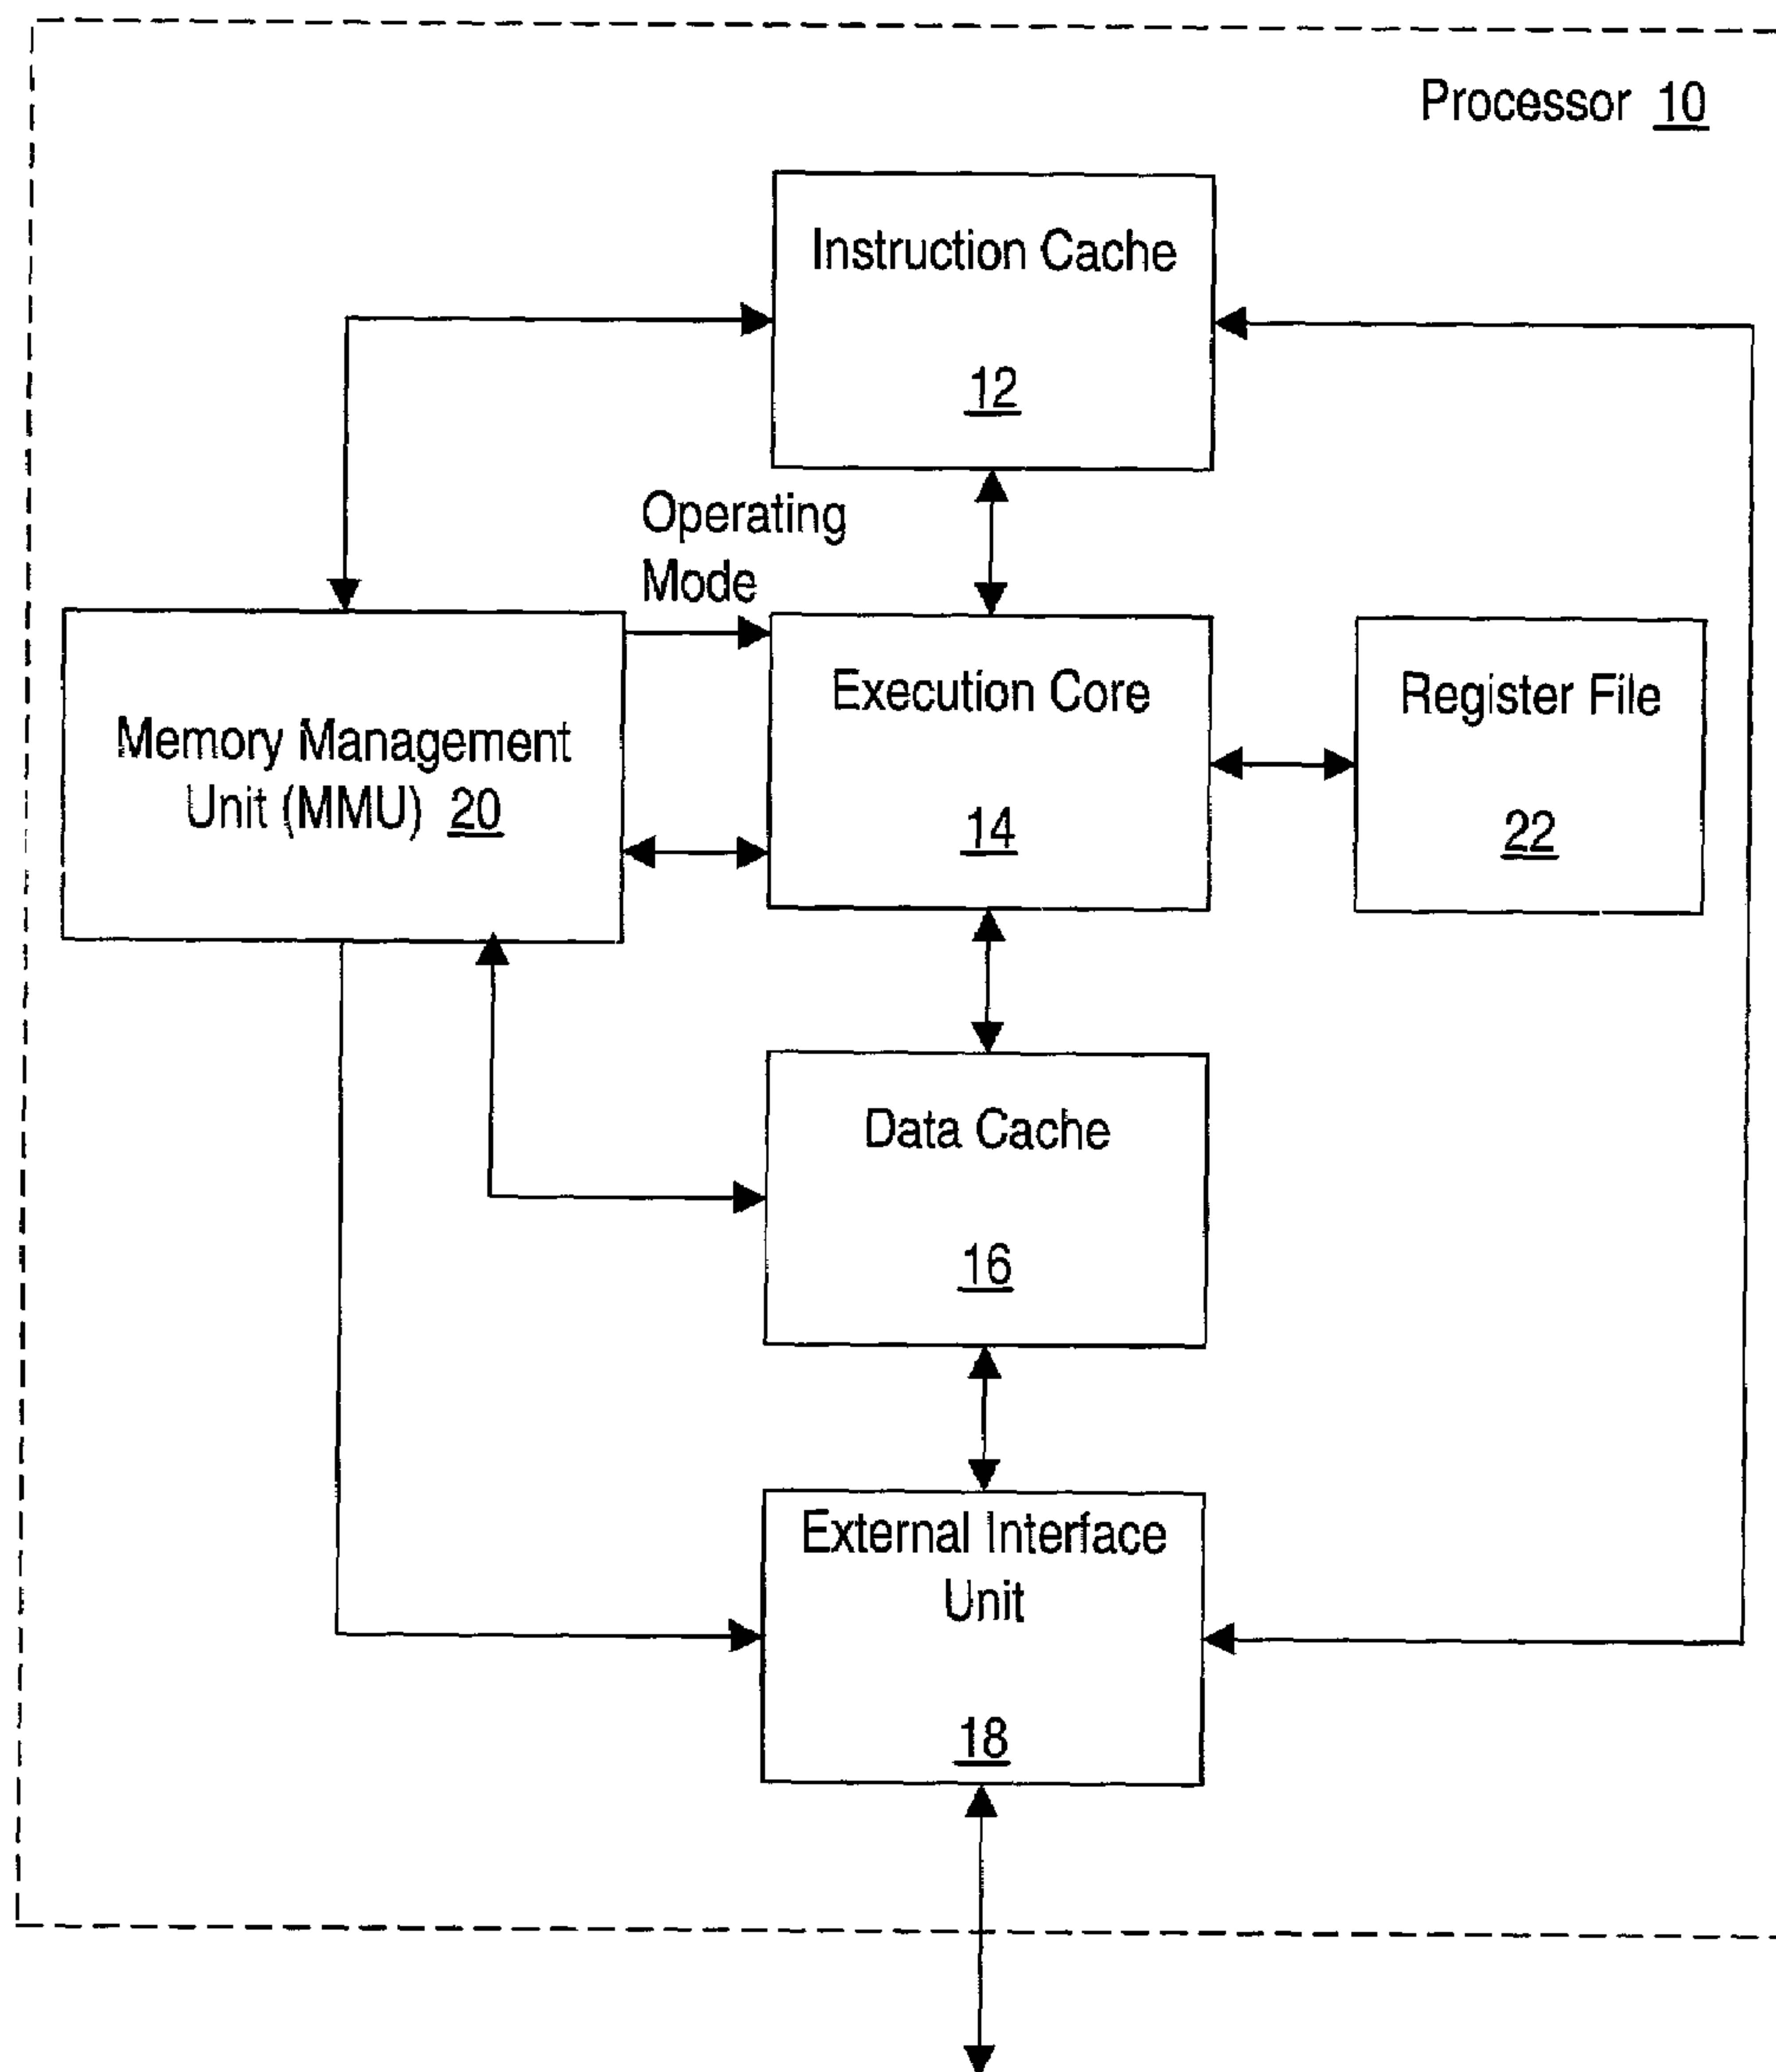 Processor 10
Instruction Cache
12
Operating
Mode
Memory Management
Unit (MMU) 20
Execution Core
14
Register File
22
Data Cache
16
External Interface
Unit
18